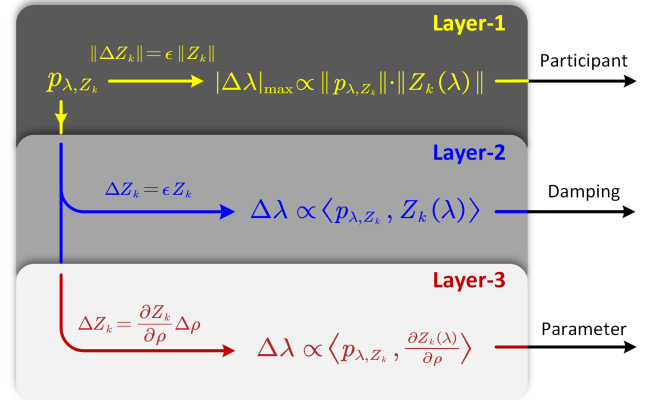 Layer-1
‖ΔZ_k‖ = ϵ ‖Z_k‖
p_{λ,Z_k}
|Δλ|_max ∝ ‖p_{λ,Z_k}‖·‖Z_k(λ)‖
Participant
Layer-2
ΔZ_k = ϵ Z_k
Δλ ∝ ⟨p_{λ,Z_k} , Z_k(λ)⟩
Damping
Layer-3
ΔZ_k = ∂Z_k/∂ρ Δρ
Δλ ∝ ⟨p_{λ,Z_k} , ∂Z_k(λ)/∂ρ⟩
Parameter